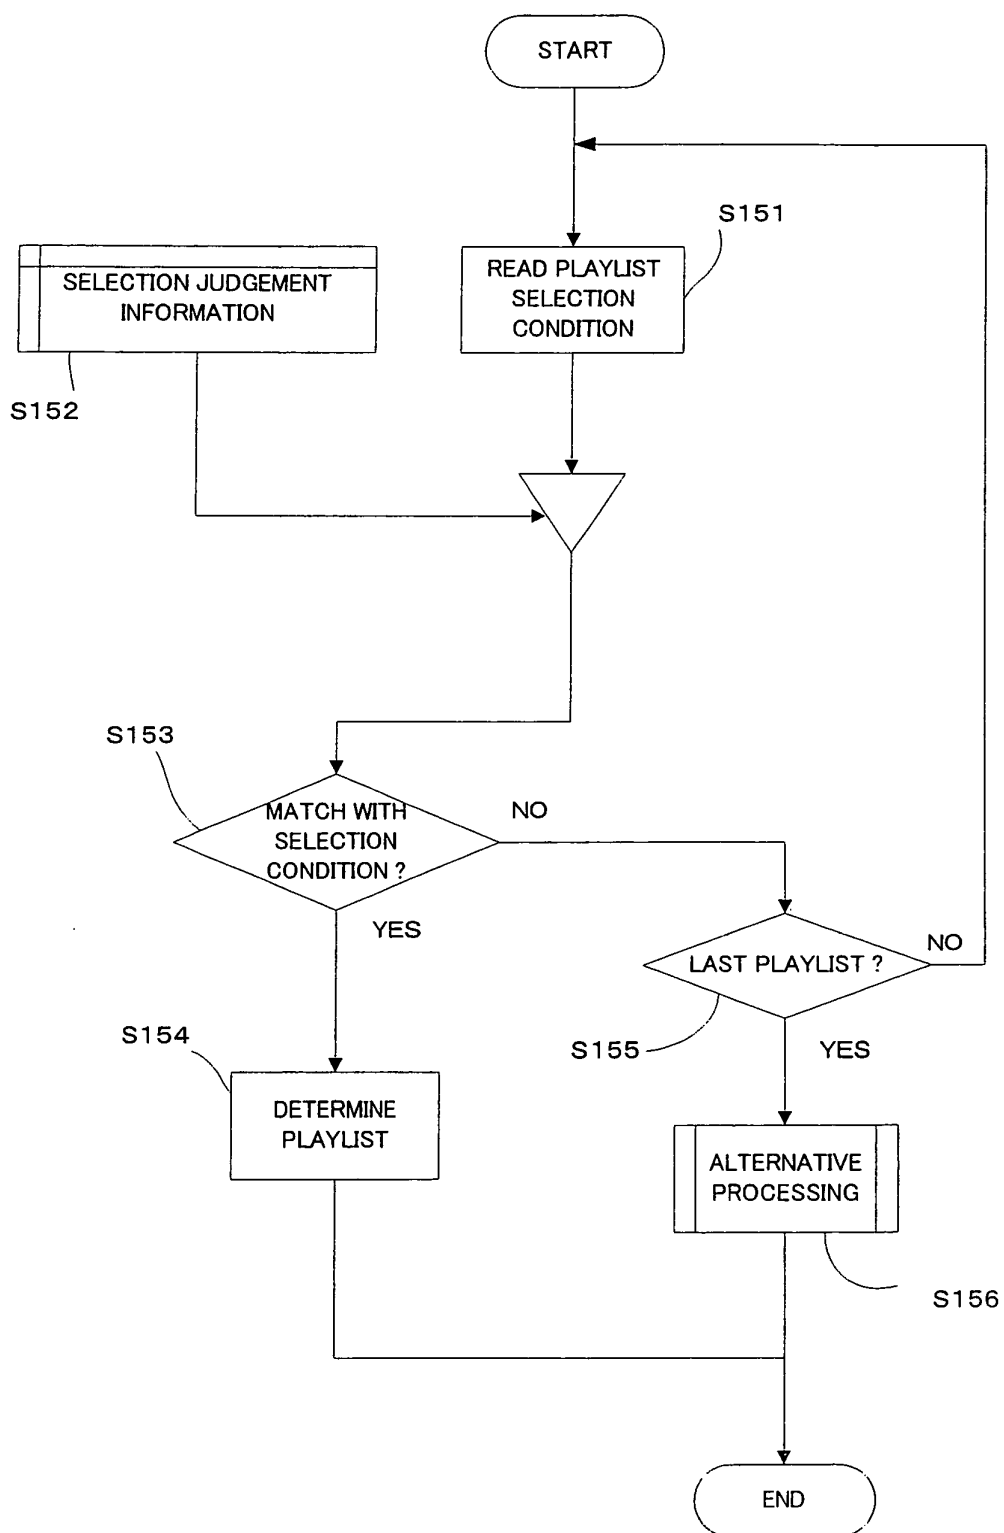 START
S151
READ PLAYLIST
SELECTION
CONDITION
SELECTION JUDGEMENT
INFORMATION
S152
S153
MATCH WITH
SELECTION
CONDITION ?
NO
YES
LAST PLAYLIST ?
NO
S155
YES
S154
DETERMINE
PLAYLIST
ALTERNATIVE
PROCESSING
S156
END